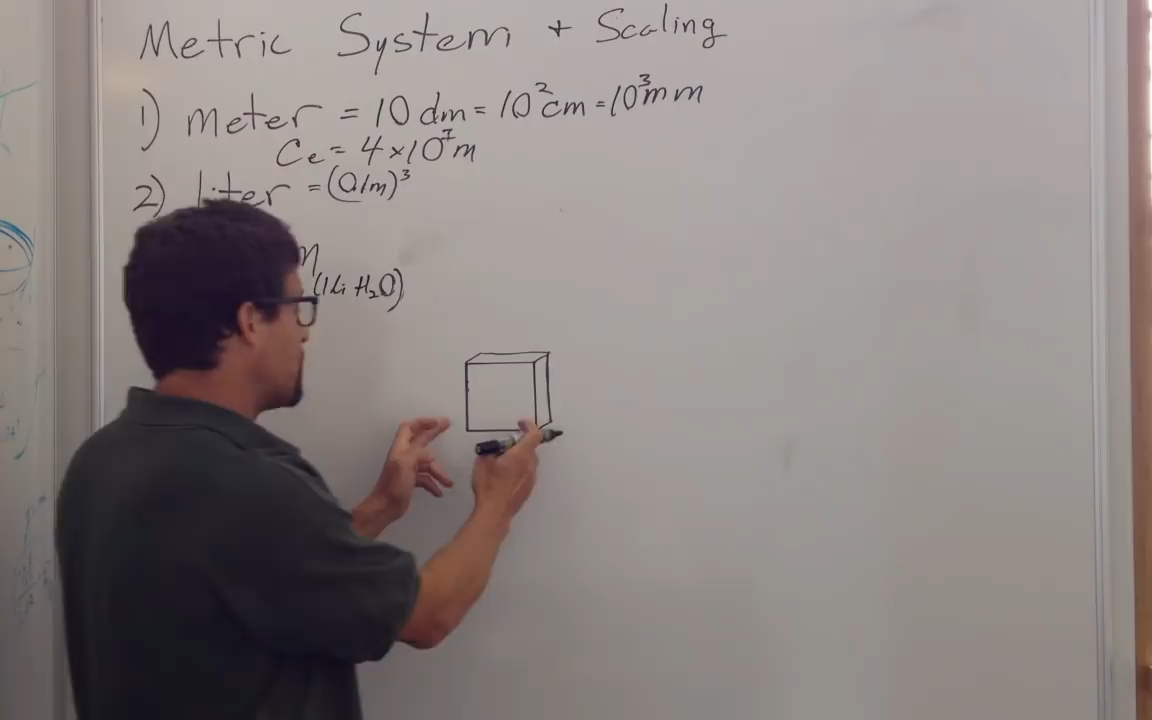 Metric System + Scaling
1) meter = 10 dm = 10² cm = 10³ mm
Ce = 4×10⁷ m
2) liter = (0.1m)³
(1Li H₂O)